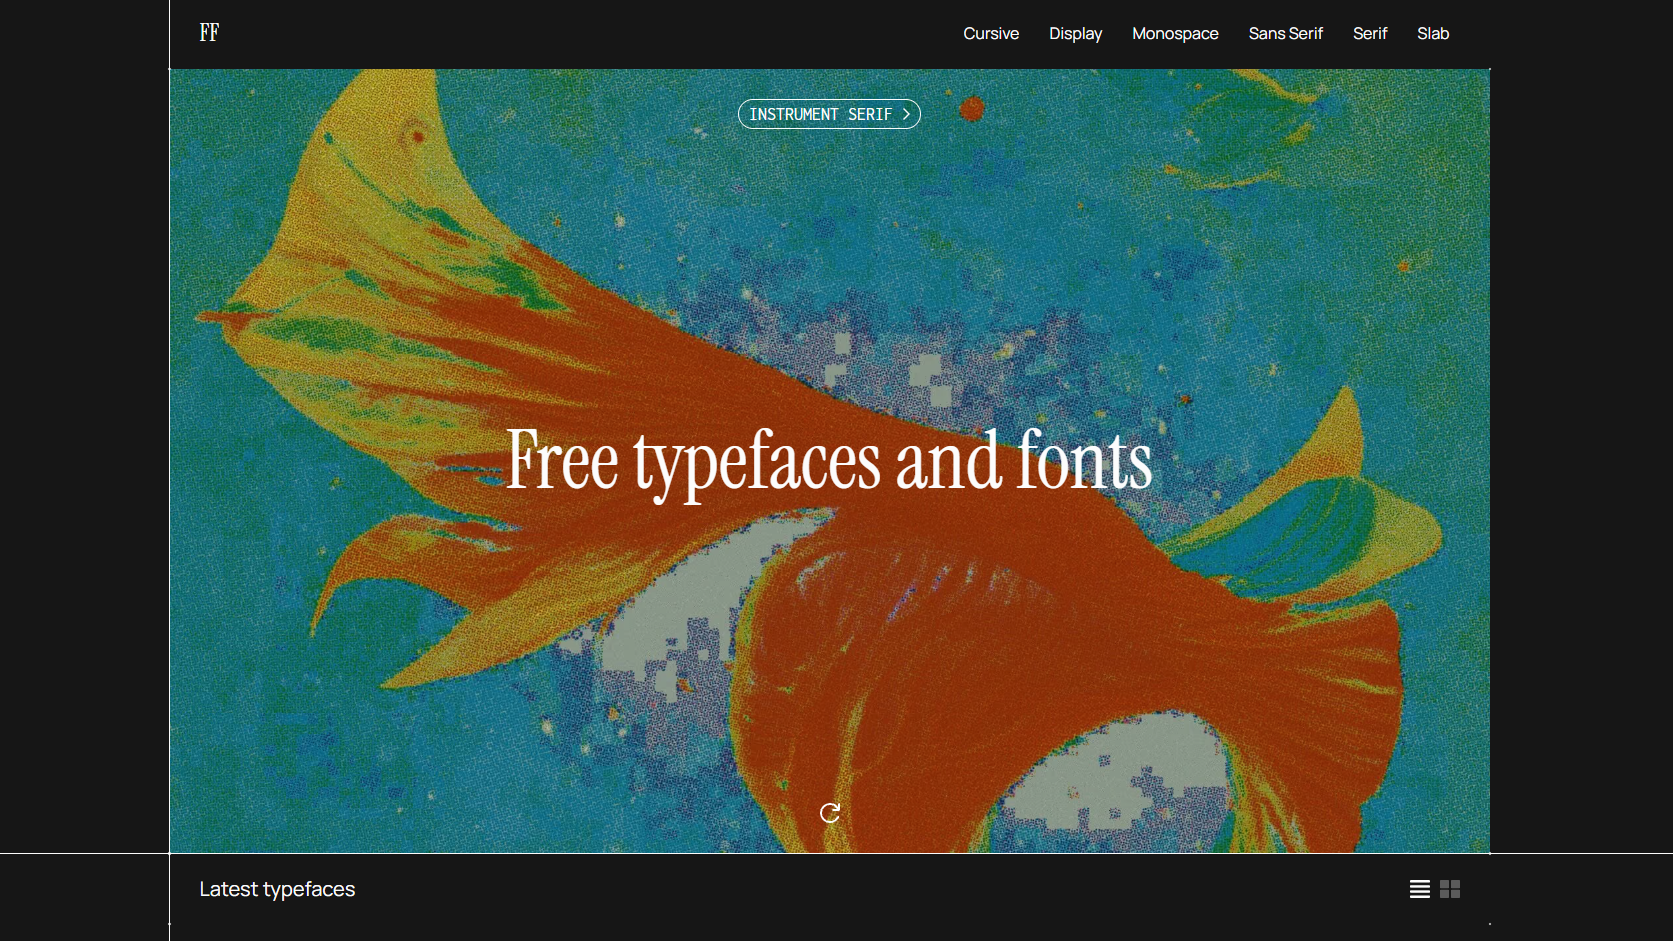 FF
Cursive Display Monospace Sans Serif Serif Slab
INSTRUMENT SERIF >
Free typefaces and fonts
Latest typefaces